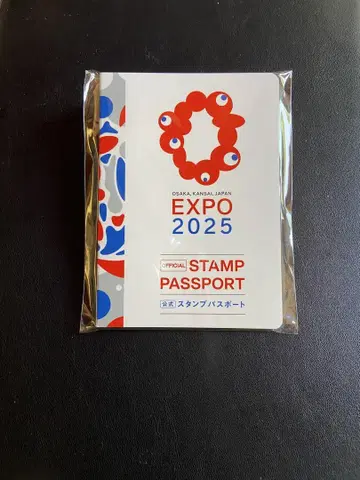 OSAKA, KANSAI, JAPAN
EXPO
2025
OFFICIAL STAMP
PASSPORT
公式 スタンプパスポート